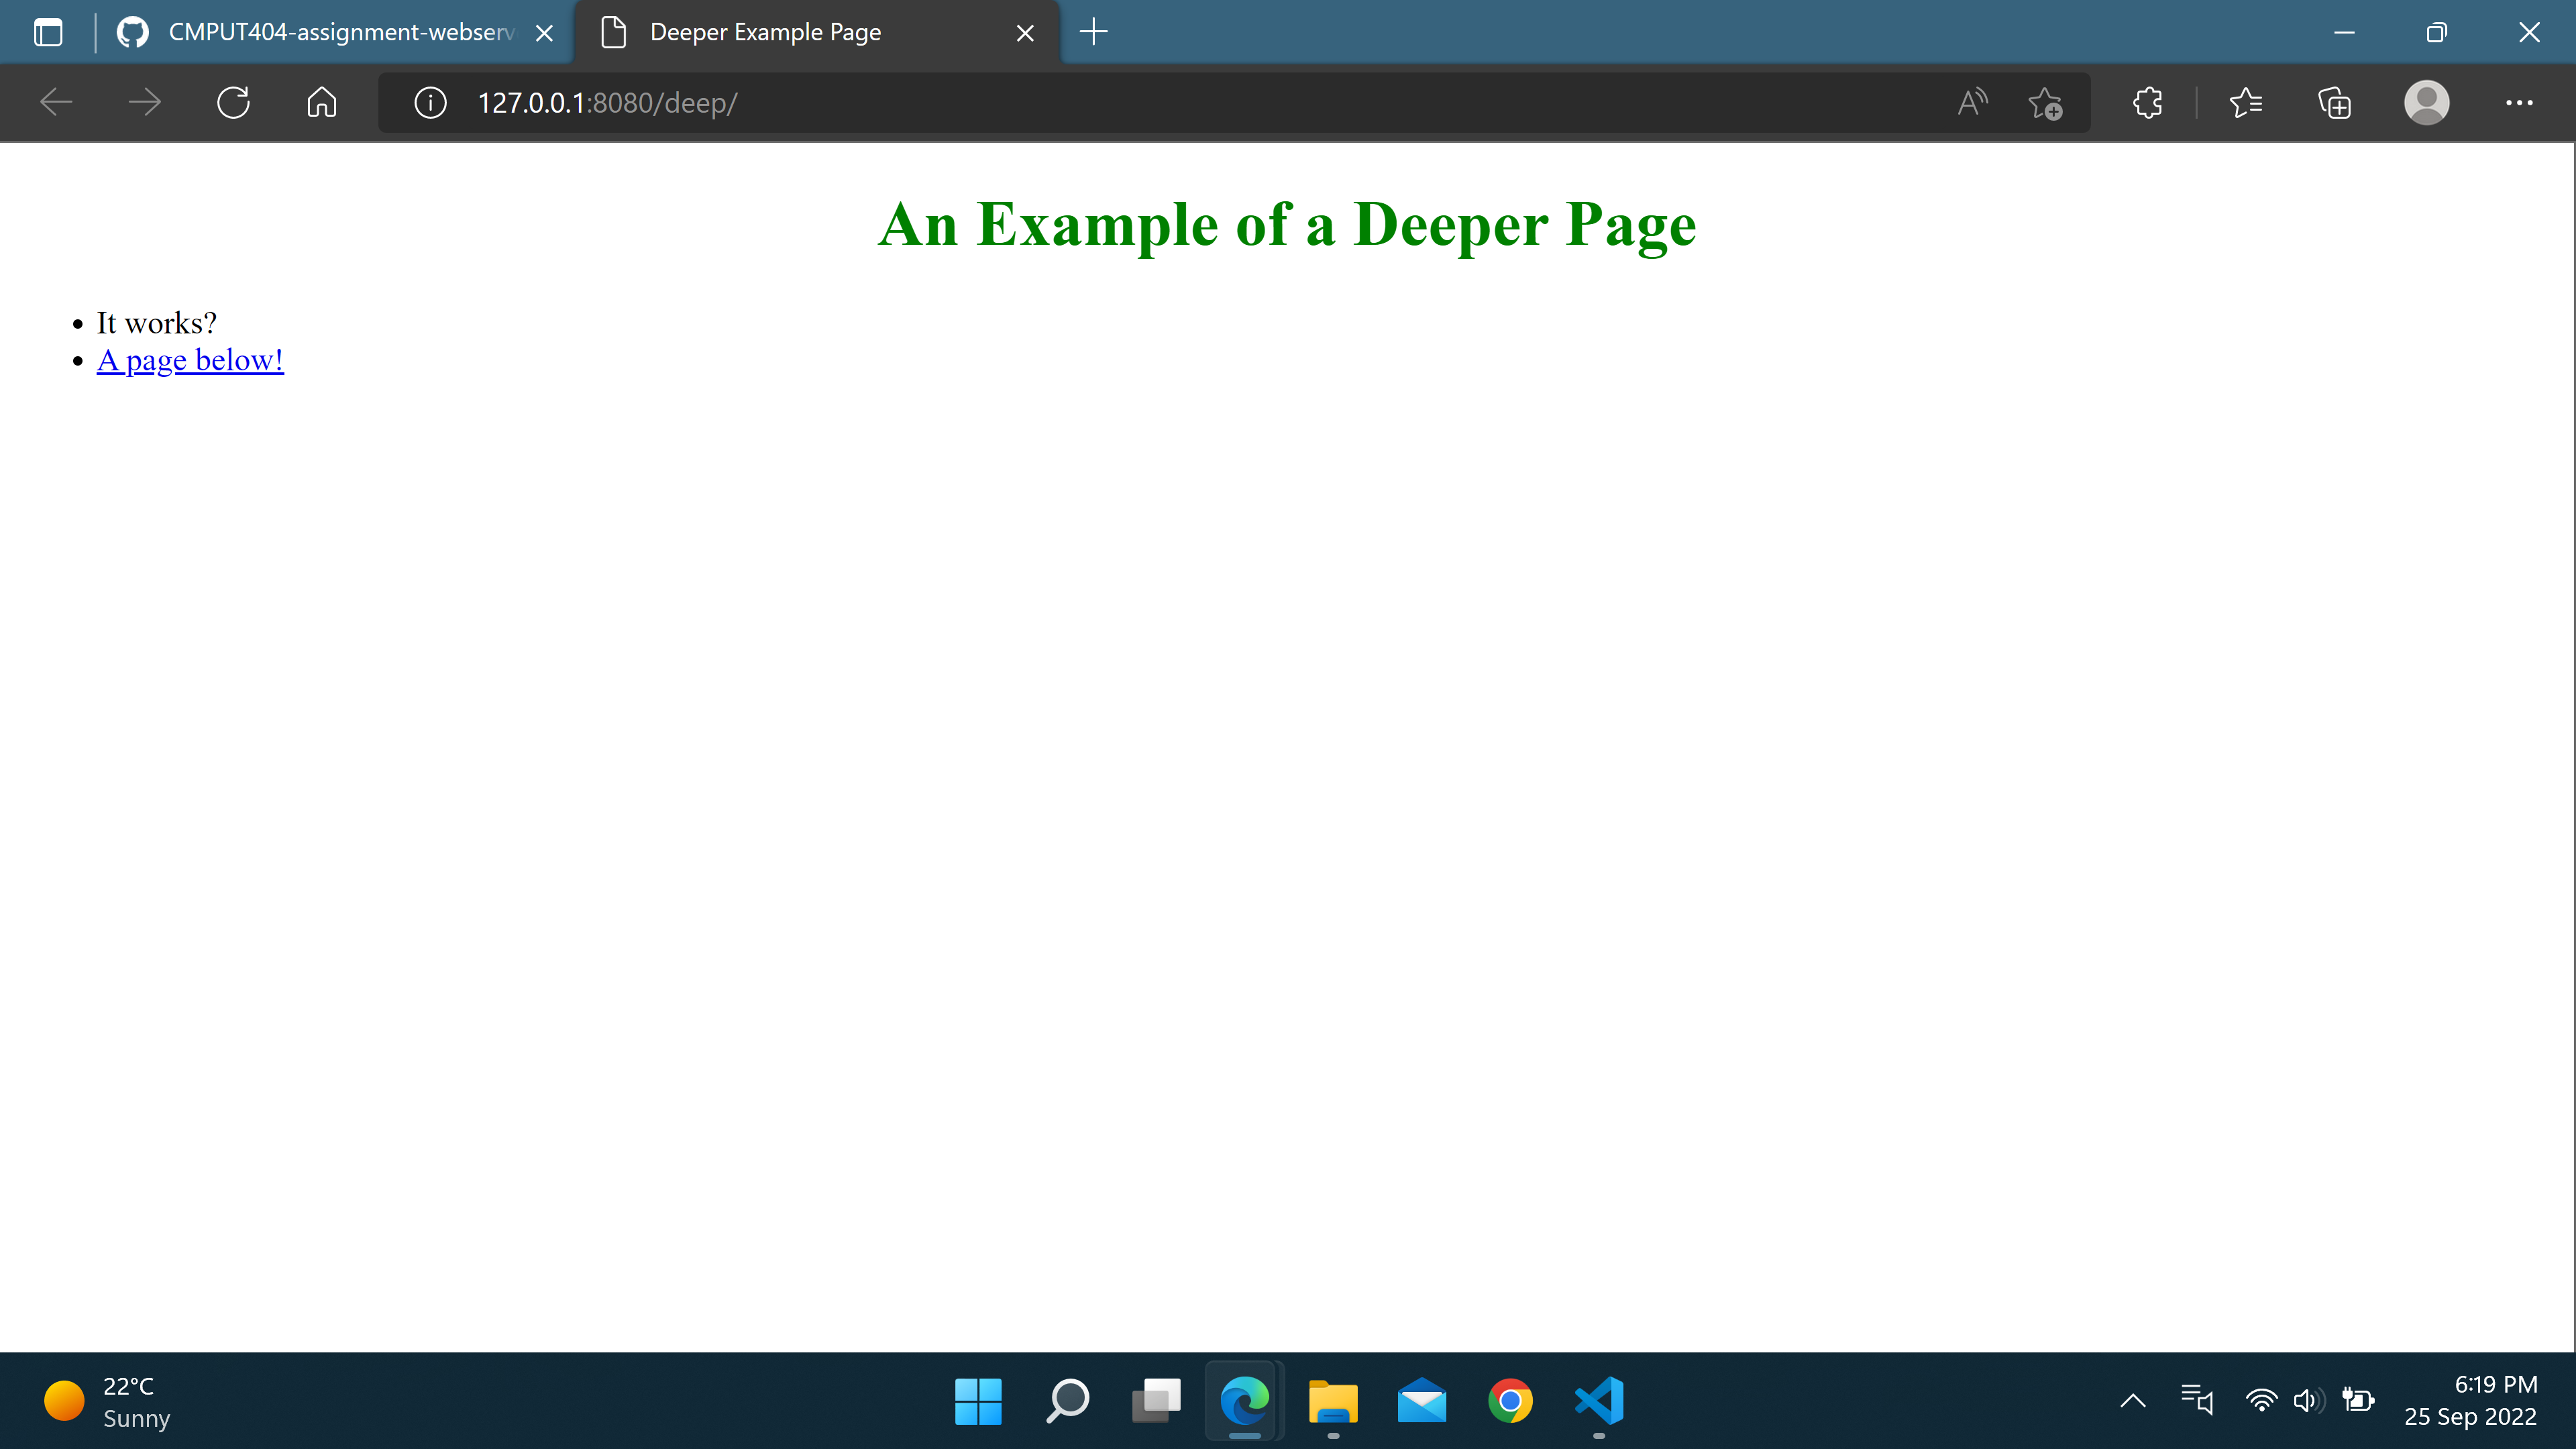 CMPUT404-assignment-webserv
Deeper Example Page
127.0.0.1:8080/deep/
An Example of a Deeper Page
It works?
A page below!
22°C
Sunny
6:19 PM
25 Sep 2022